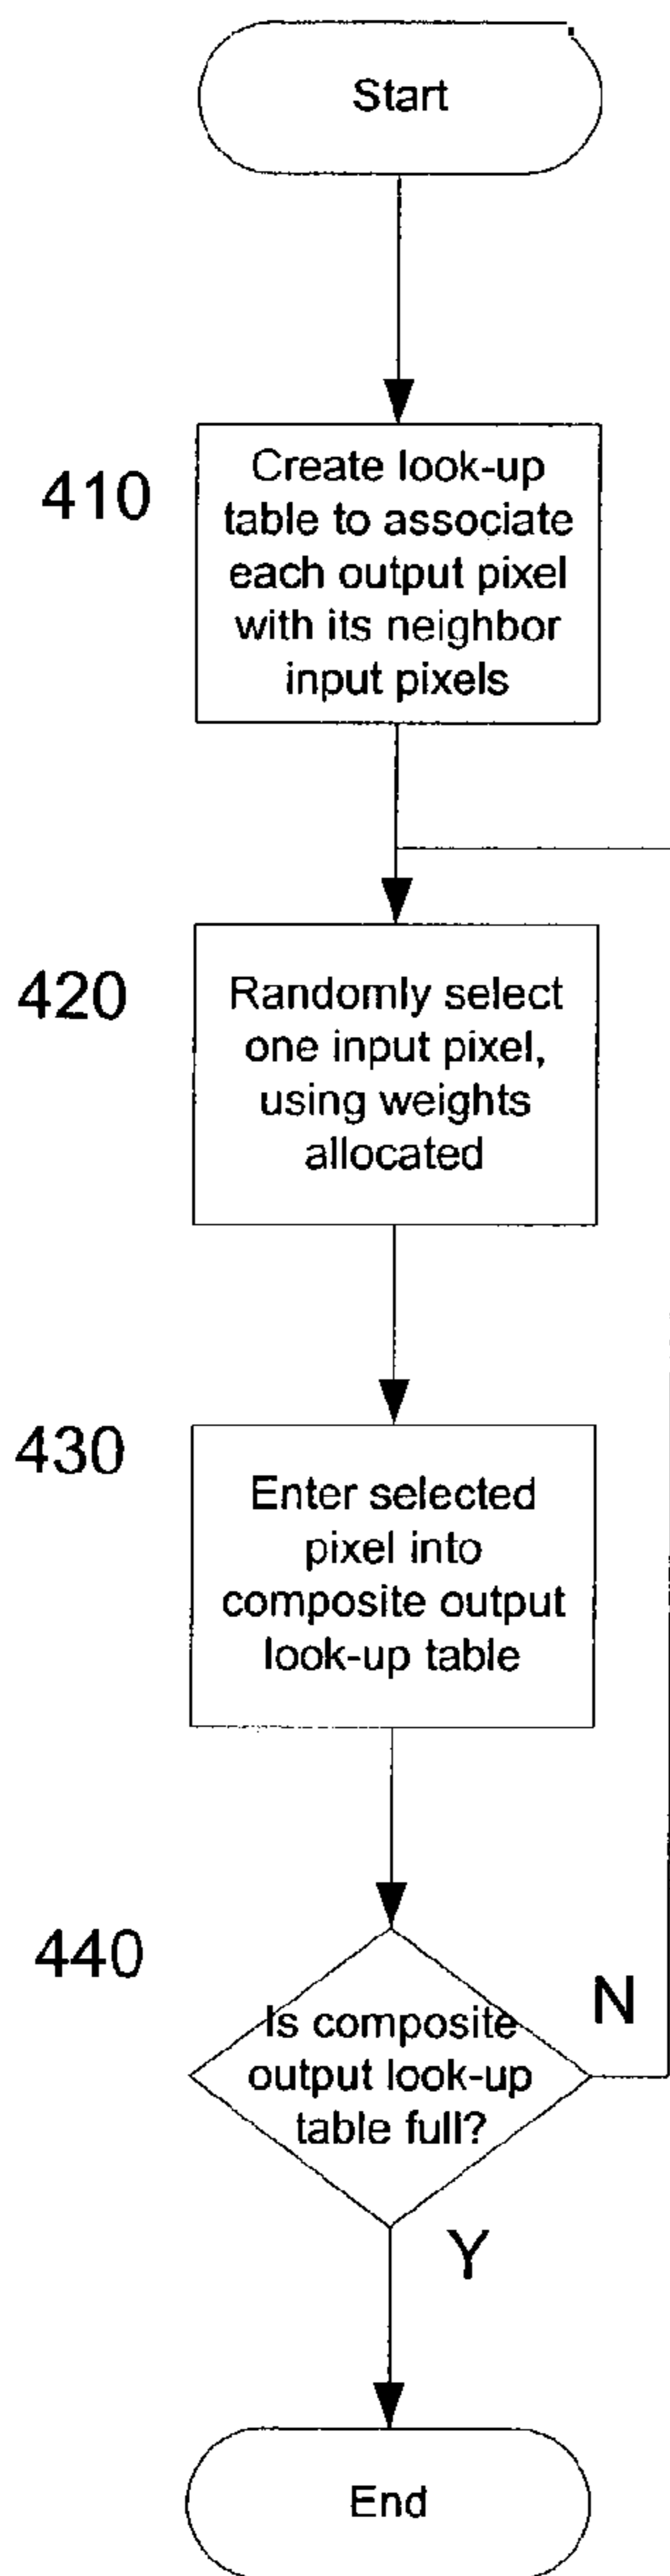 Start
410
Create look-up
table to associate
each output pixel
with its neighbor
input pixels
420
Randomly select
one input pixel,
using weights
allocated
430
Enter selected
pixel into
composite output
look-up table
440
Is composite
output look-up
table full?
N
Y
End